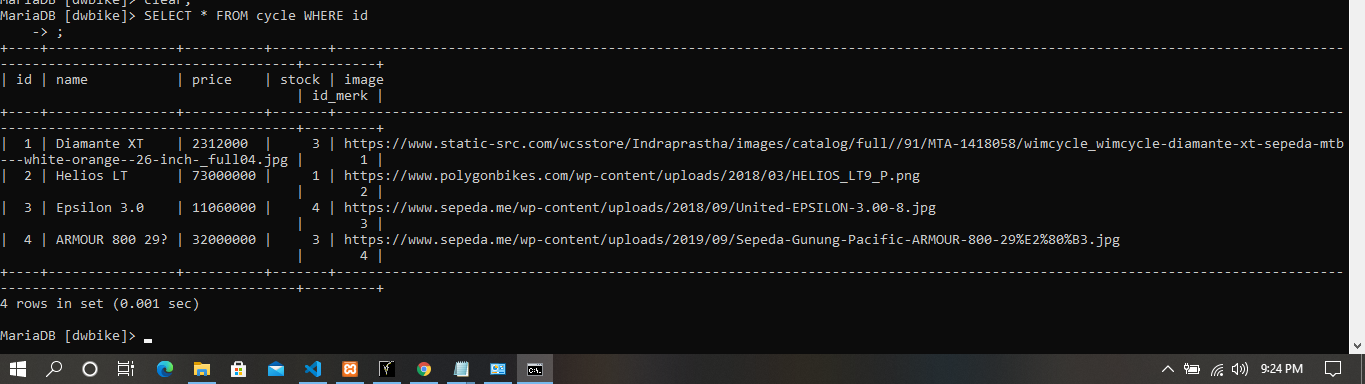 MariaDB [dwbike]> clear;
MariaDB [dwbike]> SELECT * FROM cycle WHERE id
    -> ;
+----+----------------+----------+-------+------------------------------------------------------------------------------------------------------------------------------
-------------------------------------+---------+
| id | name           | price    | stock | image
                                     | id_merk |
+----+----------------+----------+-------+------------------------------------------------------------------------------------------------------------------------------
-------------------------------------+---------+
|  1 | Diamante XT    | 2312000  |     3 | https://www.static-src.com/wcsstore/Indraprastha/images/catalog/full//91/MTA-1418058/wimcycle_wimcycle-diamante-xt-sepeda-mtb
---white-orange--26-inch-_full04.jpg |       1 |
|  2 | Helios LT      | 73000000 |     1 | https://www.polygonbikes.com/wp-content/uploads/2018/03/HELIOS_LT9_P.png
                                     |       2 |
|  3 | Epsilon 3.0    | 11060000 |     4 | https://www.sepeda.me/wp-content/uploads/2018/09/United-EPSILON-3.00-8.jpg
                                     |       3 |
|  4 | ARMOUR 800 29? | 32000000 |     3 | https://www.sepeda.me/wp-content/uploads/2019/09/Sepeda-Gunung-Pacific-ARMOUR-800-29%E2%80%B3.jpg
                                     |       4 |
+----+----------------+----------+-------+------------------------------------------------------------------------------------------------------------------------------
-------------------------------------+---------+
4 rows in set (0.001 sec)
MariaDB [dwbike]>
9:24 PM